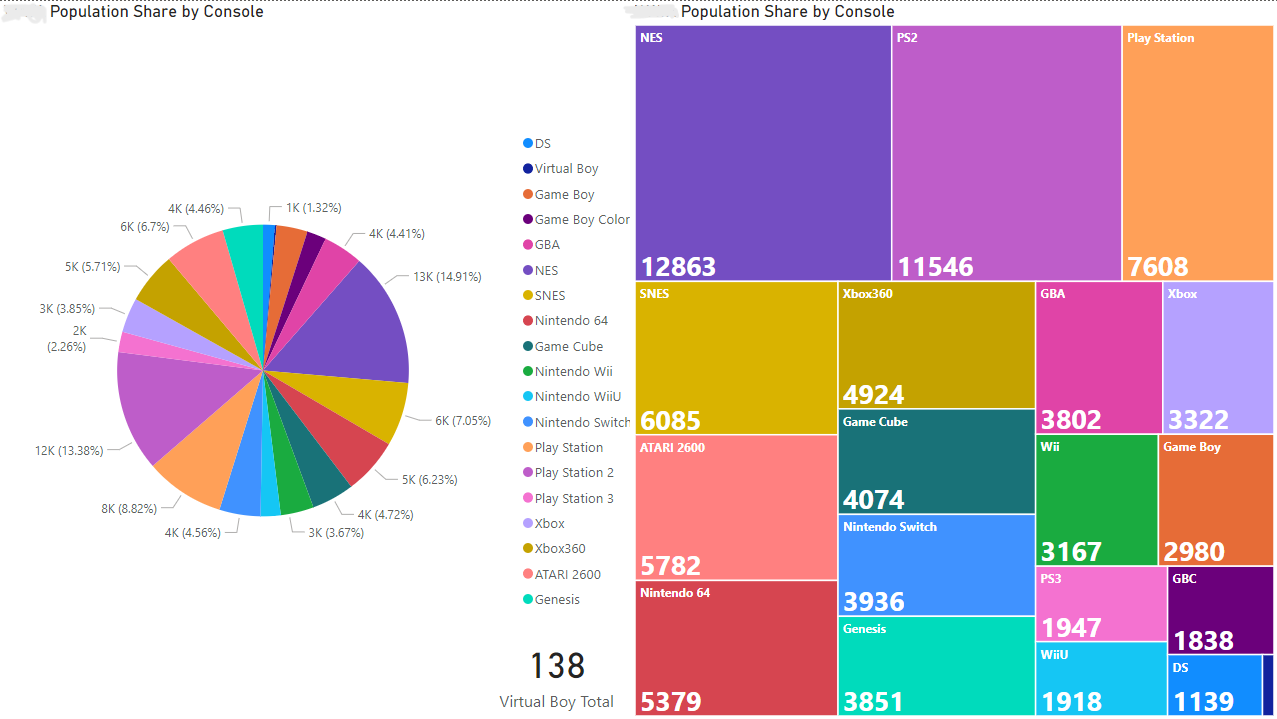 Population Share by Console
4K (4.46%)
1K (1.32%)
6K (6.7%)
4K (4.41%)
5K (5.71%)
13K (14.91%)
3K (3.85%)
2K
(2.26%)
6K (7.05%)
12K (13.38%)
5K (6.23%)
8K (8.82%)
4K (4.72%)
4K (4.56%)
3K (3.67%)
DS
Virtual Boy
Game Boy
Game Boy Color
GBA
NES
SNES
Nintendo 64
Game Cube
Nintendo Wii
Nintendo WiiU
Nintendo Switch
Play Station
Play Station 2
Play Station 3
Xbox
Xbox360
ATARI 2600
Genesis
138
Virtual Boy Total
Population Share by Console
NES
12863
PS2
11546
Play Station
7608
SNES
6085
ATARI 2600
5782
Nintendo 64
5379
Xbox360
4924
Game Cube
4074
Nintendo Switch
3936
Genesis
3851
GBA
3802
Xbox
3322
Wii
3167
Game Boy
2980
PS3
1947
WiiU
1918
GBC
1838
DS
1139